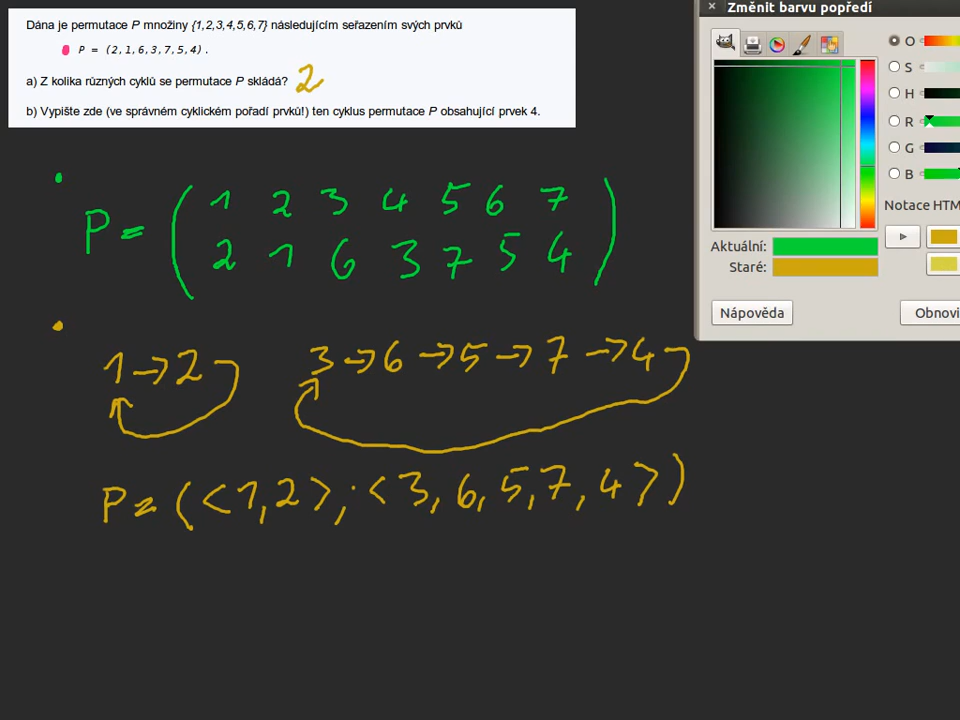 Dána je permutace P množiny {1,2,3,4,5,6,7} následujícím seřazením svých prvků
P = (2,1,6,3,7,5,4).
a) Z kolika různých cyklů se permutace P skládá? 2
b) Vypište zde (ve správném cyklickém pořadí prvků!) ten cyklus permutace P obsahující prvek 4.
P = ( 1 2 3 4 5 6 7
2 1 6 3 7 5 4 )
1 → 2 3 → 6 → 5 → 7 → 4
P = (<1,2>, <3,6,5,7,4>)
Změnit barvu popředí
O
S
H
R
G
B
Notace HTM
Aktuální:
Staré:
Nápověda
Obnovi